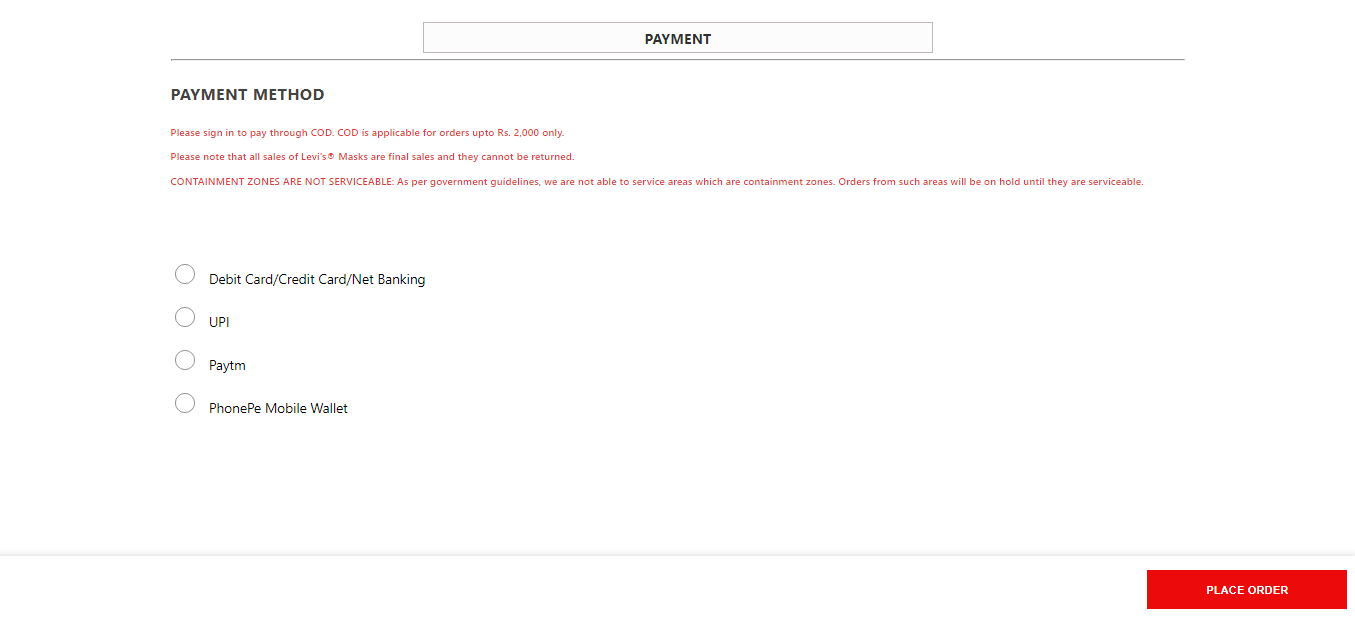 PAYMENT
PAYMENT METHOD
Please sign in to pay through COD. COD is applicable for orders upto Rs. 2,000 only.
Please note that all sales of Levi's® Masks are final sales and they cannot be returned.
CONTAINMENT ZONES ARE NOT SERVICEABLE: As per government guidelines, we are not able to service areas which are containment zones. Orders from such areas will be on hold until they are serviceable.
Debit Card/Credit Card/Net Banking
UPI
Paytm
PhonePe Mobile Wallet
PLACE ORDER